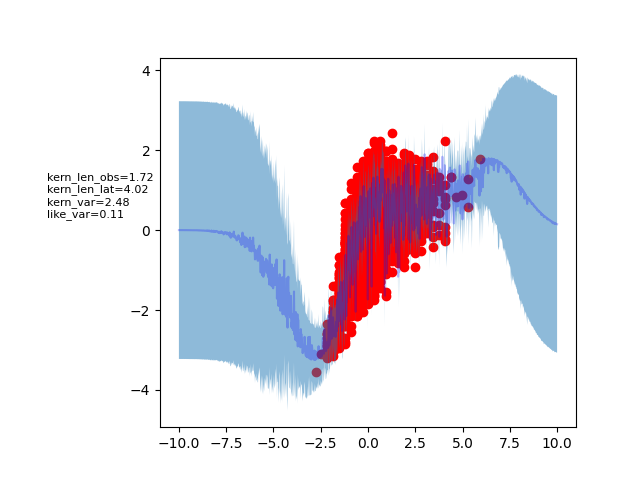 4
2
0
−2
−4
kern_len_obs=1.72
kern_len_lat=4.02
kern_var=2.48
like_var=0.11
−10.0 −7.5 −5.0 −2.5 0.0 2.5 5.0 7.5 10.0